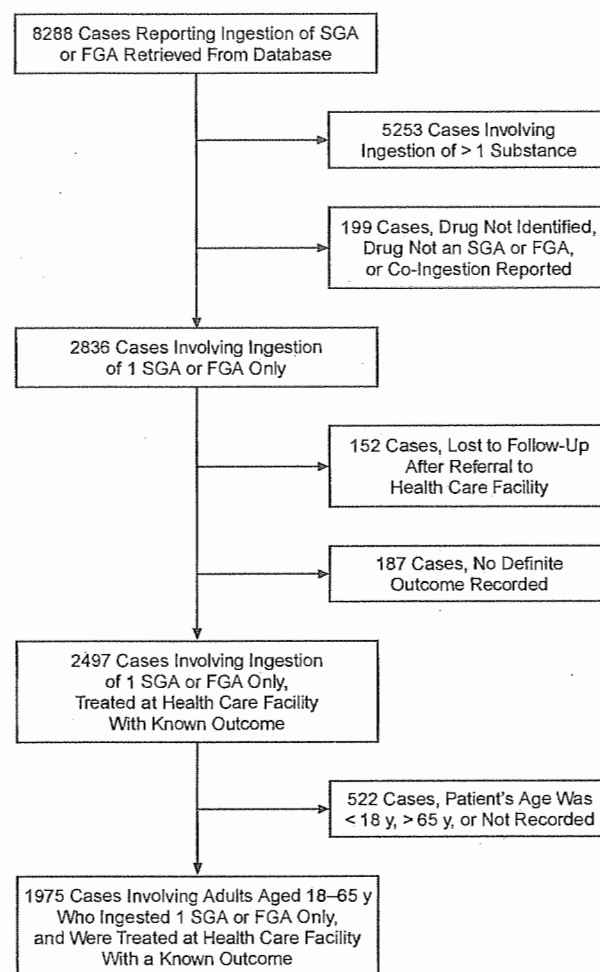 8288 Cases Reporting Ingestion of SGA
or FGA Retrieved From Database
5253 Cases Involving
Ingestion of > 1 Substance
199 Cases, Drug Not Identified,
Drug Not an SGA or FGA,
or Co-Ingestion Reported
2836 Cases Involving Ingestion
of 1 SGA or FGA Only
152 Cases, Lost to Follow-Up
After Referral to
Health Care Facility
187 Cases, No Definite
Outcome Recorded
2497 Cases Involving Ingestion
of 1 SGA or FGA Only,
Treated at Health Care Facility
With Known Outcome
522 Cases, Patient's Age Was
< 18 y, > 65 y, or Not Recorded
1975 Cases Involving Adults Aged 18–65 y
Who Ingested 1 SGA or FGA Only,
and Were Treated at Health Care Facility
With a Known Outcome